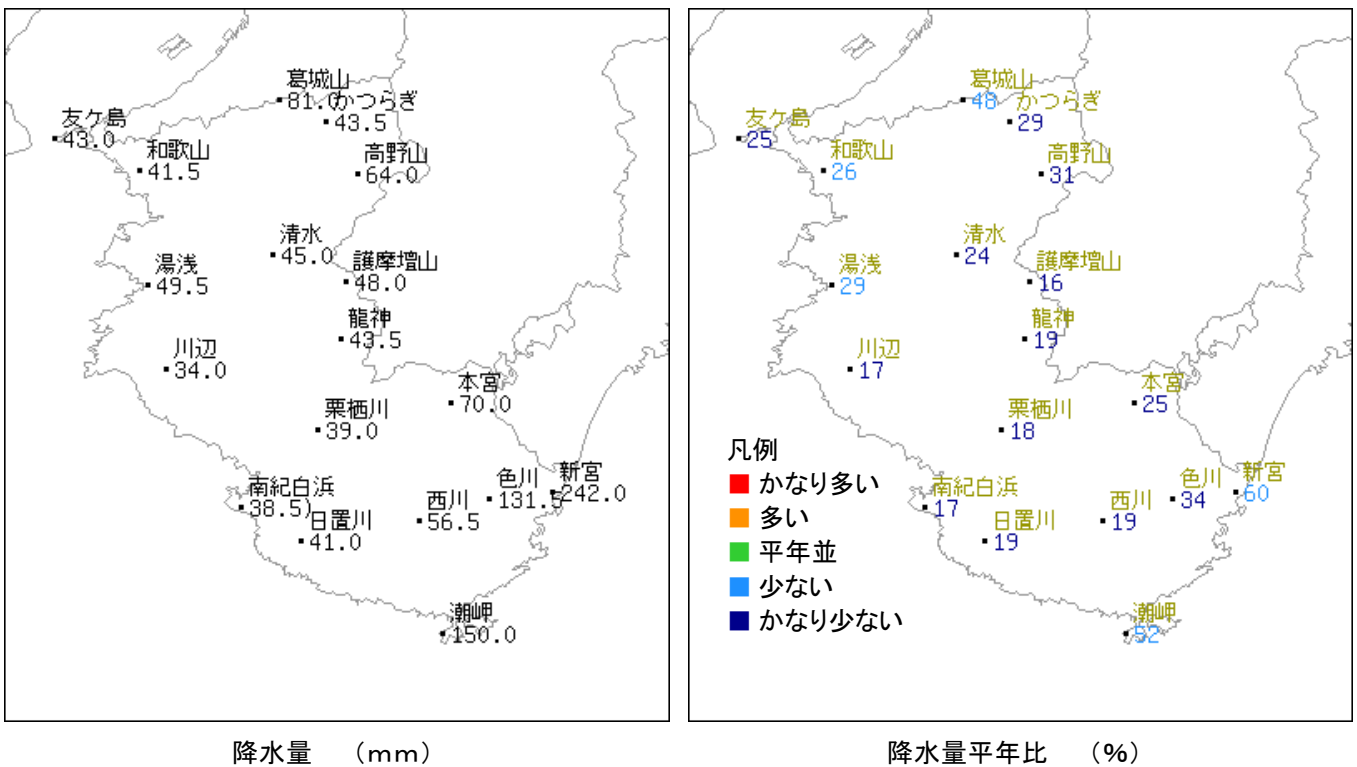 葛城山
81.0
かつらぎ
43.5
友ケ島
43.0
和歌山
41.5
高野山
64.0
清水
45.0
護摩壇山
48.0
湯浅
49.5
龍神
43.5
川辺
34.0
本宮
70.0
栗栖川
39.0
南紀白浜
38.5)
日置川
41.0
西川
56.5
色川
131.5
新宮
242.0
潮岬
150.0
降水量 (mm)
葛城山
48
かつらぎ
29
友ケ島
25
和歌山
26
高野山
31
清水
24
護摩壇山
16
湯浅
29
龍神
19
川辺
17
本宮
25
栗栖川
18
南紀白浜
17
日置川
19
西川
19
色川
34
新宮
60
潮岬
52
凡例
かなり多い
多い
平年並
少ない
かなり少ない
降水量平年比 (%)